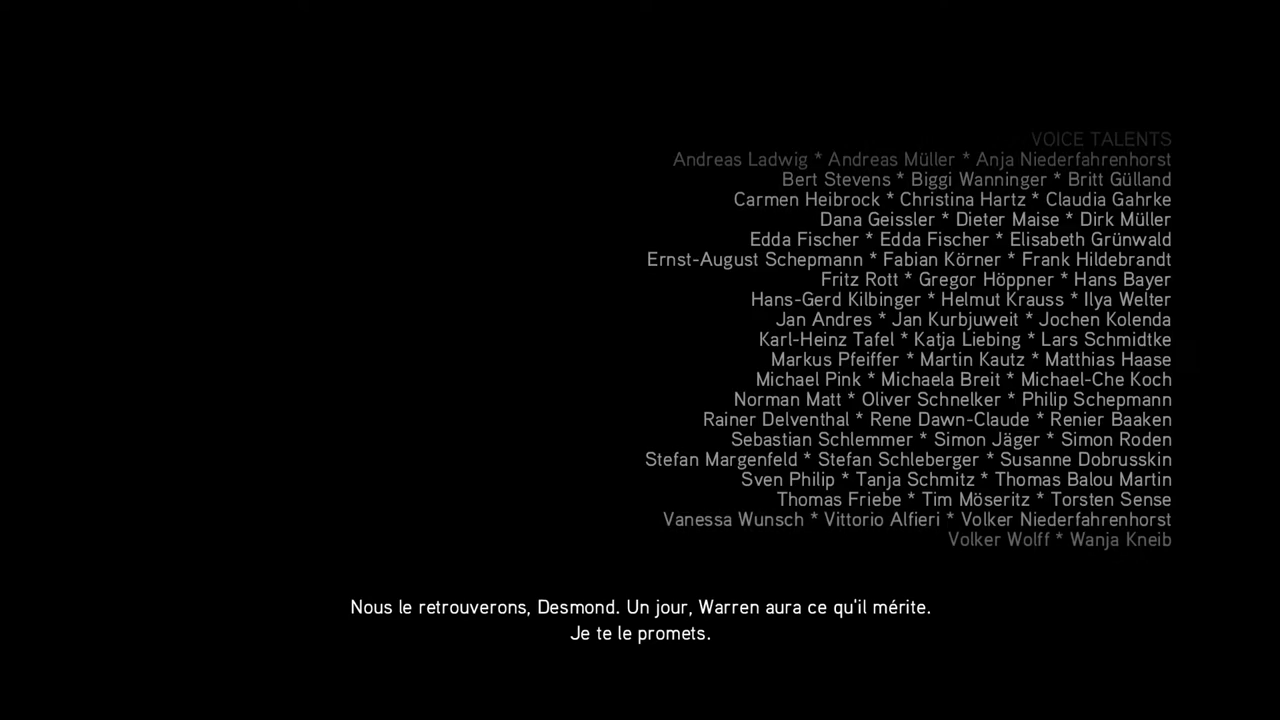 VOICE TALENTS
Andreas Ladwig * Andreas Müller * Anja Niederfahrenhorst
Bert Stevens * Biggi Wanninger * Britt Gülland
Carmen Heibrock * Christina Hartz * Claudia Gahrke
Dana Geissler * Dieter Maise * Dirk Müller
Edda Fischer * Edda Fischer * Elisabeth Grünwald
Ernst-August Schepmann * Fabian Körner * Frank Hildebrandt
Fritz Rott * Gregor Höppner * Hans Bayer
Hans-Gerd Kilbinger * Helmut Krauss * Ilya Welter
Jan Andres * Jan Kurbjuweit * Jochen Kolenda
Karl-Heinz Tafel * Katja Liebing * Lars Schmidtke
Markus Pfeiffer * Martin Kautz * Matthias Haase
Michael Pink * Michaela Breit * Michael-Che Koch
Norman Matt * Oliver Schnelker * Philip Schepmann
Rainer Delventhal * Rene Dawn-Claude * Renier Baaken
Sebastian Schlemmer * Simon Jäger * Simon Roden
Stefan Margenfeld * Stefan Schleberger * Susanne Dobrusskin
Sven Philip * Tanja Schmitz * Thomas Balou Martin
Thomas Friebe * Tim Möseritz * Torsten Sense
Vanessa Wunsch * Vittorio Alfieri * Volker Niederfahrenhorst
Volker Wolff * Wanja Kneib
Nous le retrouverons, Desmond. Un jour, Warren aura ce qu'il mérite.
Je te le promets.